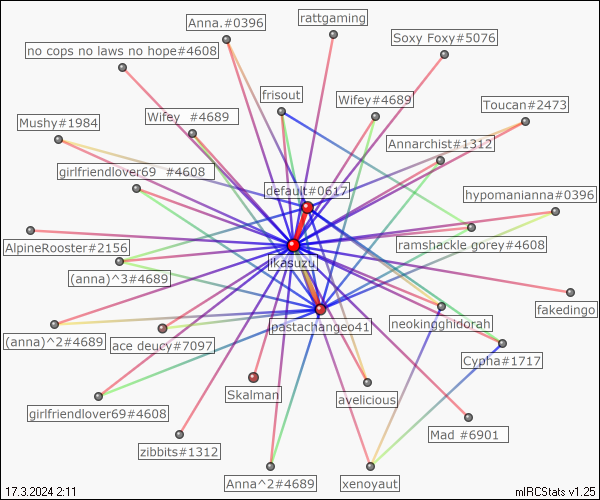 Anna.#0396
rattgaming
Soxy Foxy#5076
no cops no laws no hope#4608
frisout
Wifey#4689
Toucan#2473
Mushy#1984
Wifey  #4689
Annarchist#1312
girlfriendlover69  #4608
default#0617
hypomanianna#0396
AlpineRooster#2156
ikasuzu
ramshackle.gorey#4608
(anna)^3#4689
fakedingo
(anna)^2#4689
ace deucy#7097
pastachangeo41
neokingghidorah
Cypha#1717
girlfriendlover69#4608
Skalman
avelicious
Mad #6901
zibbits#1312
Anna^2#4689
xenoyaut
17.3.2024 2:11
mIRCStats v1.25